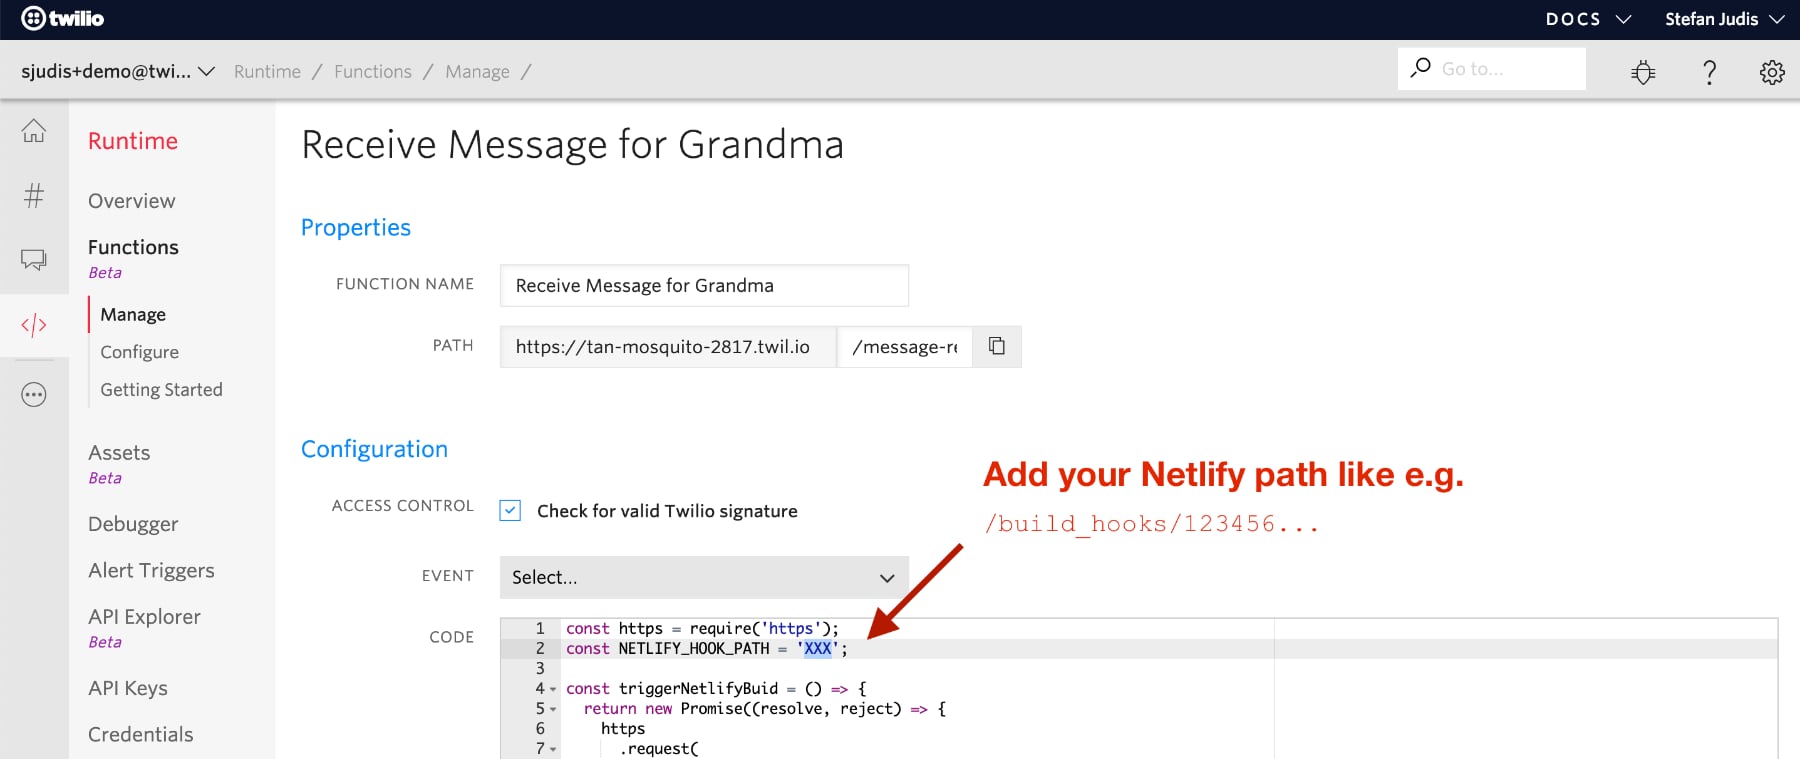 twilio
DOCS
Stefan Judis
sjudis+demo@twi...
Runtime / Functions / Manage /
Go to...
Runtime
Overview
Functions
Beta
Manage
Configure
Getting Started
Assets
Beta
Debugger
Alert Triggers
API Explorer
Beta
API Keys
Credentials
Receive Message for Grandma
Properties
FUNCTION NAME
Receive Message for Grandma
PATH
https://tan-mosquito-2817.twil.io
/message-re
Configuration
ACCESS CONTROL
Check for valid Twilio signature
EVENT
Select...
Add your Netlify path like e.g.
/build_hooks/123456...
CODE
1 const https = require('https');
2 const NETLIFY_HOOK_PATH = 'XXX';
3
4 const triggerNetlifyBuid = () => {
5 return new Promise((resolve, reject) => {
6 https
7 .request(